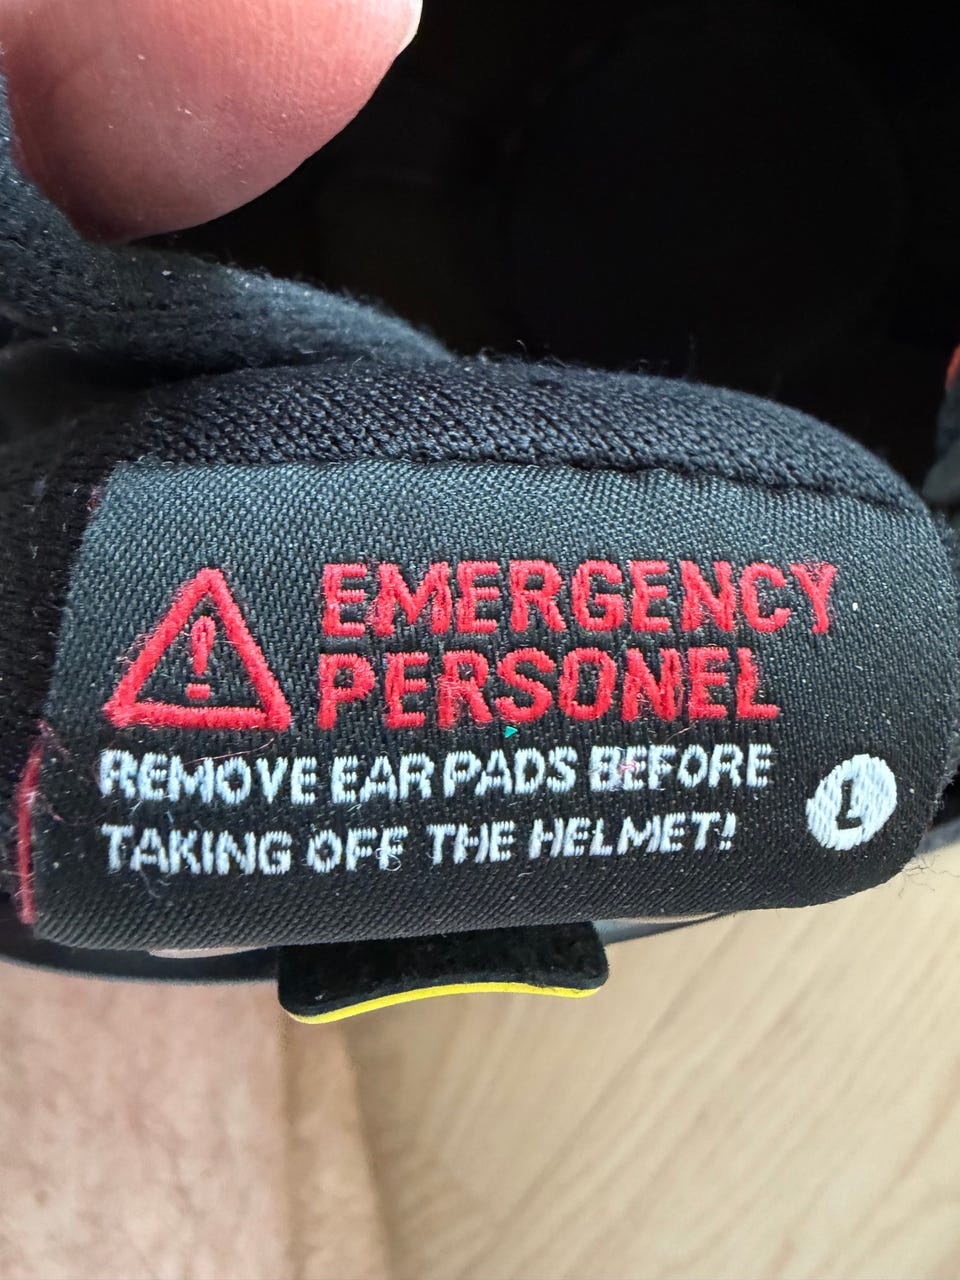 EMERGENCY
PERSONEL
REMOVE EAR PADS BEFORE
TAKING OFF THE HELMET!
L